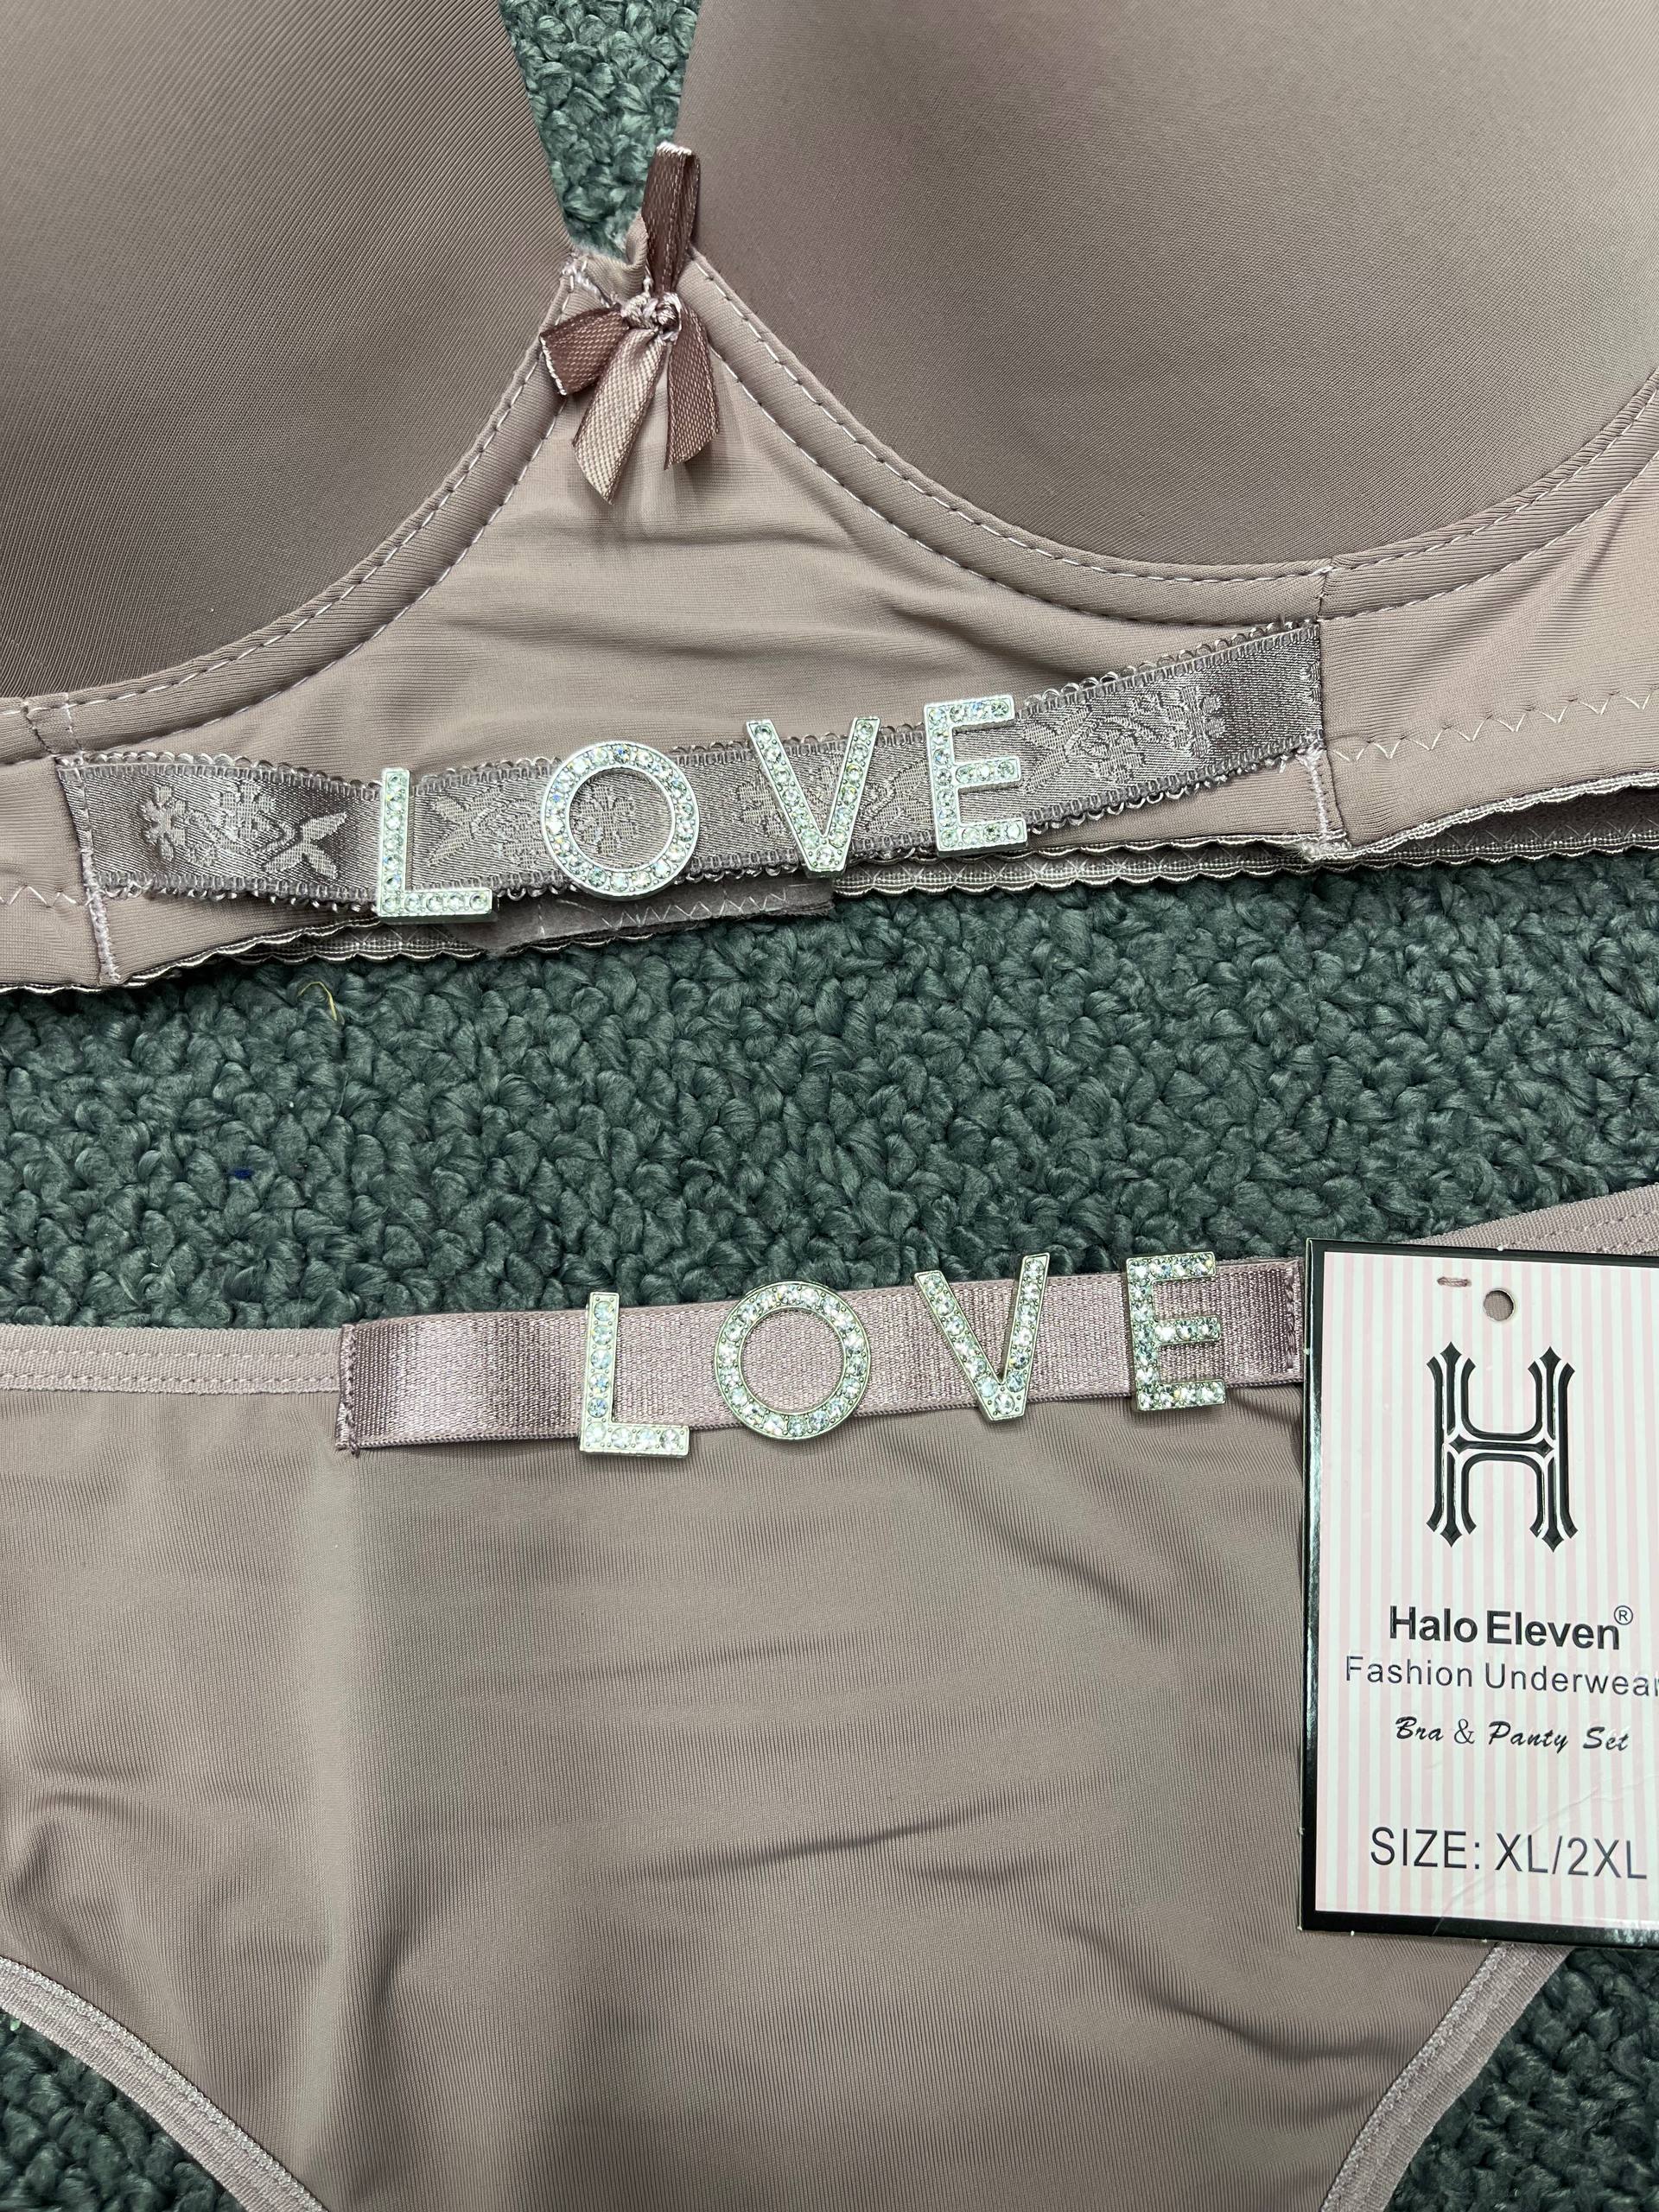 LOVE
LOVE
H
Halo Eleven®
Fashion Underwear
Bra & Panty Set
SIZE: XL/2XL